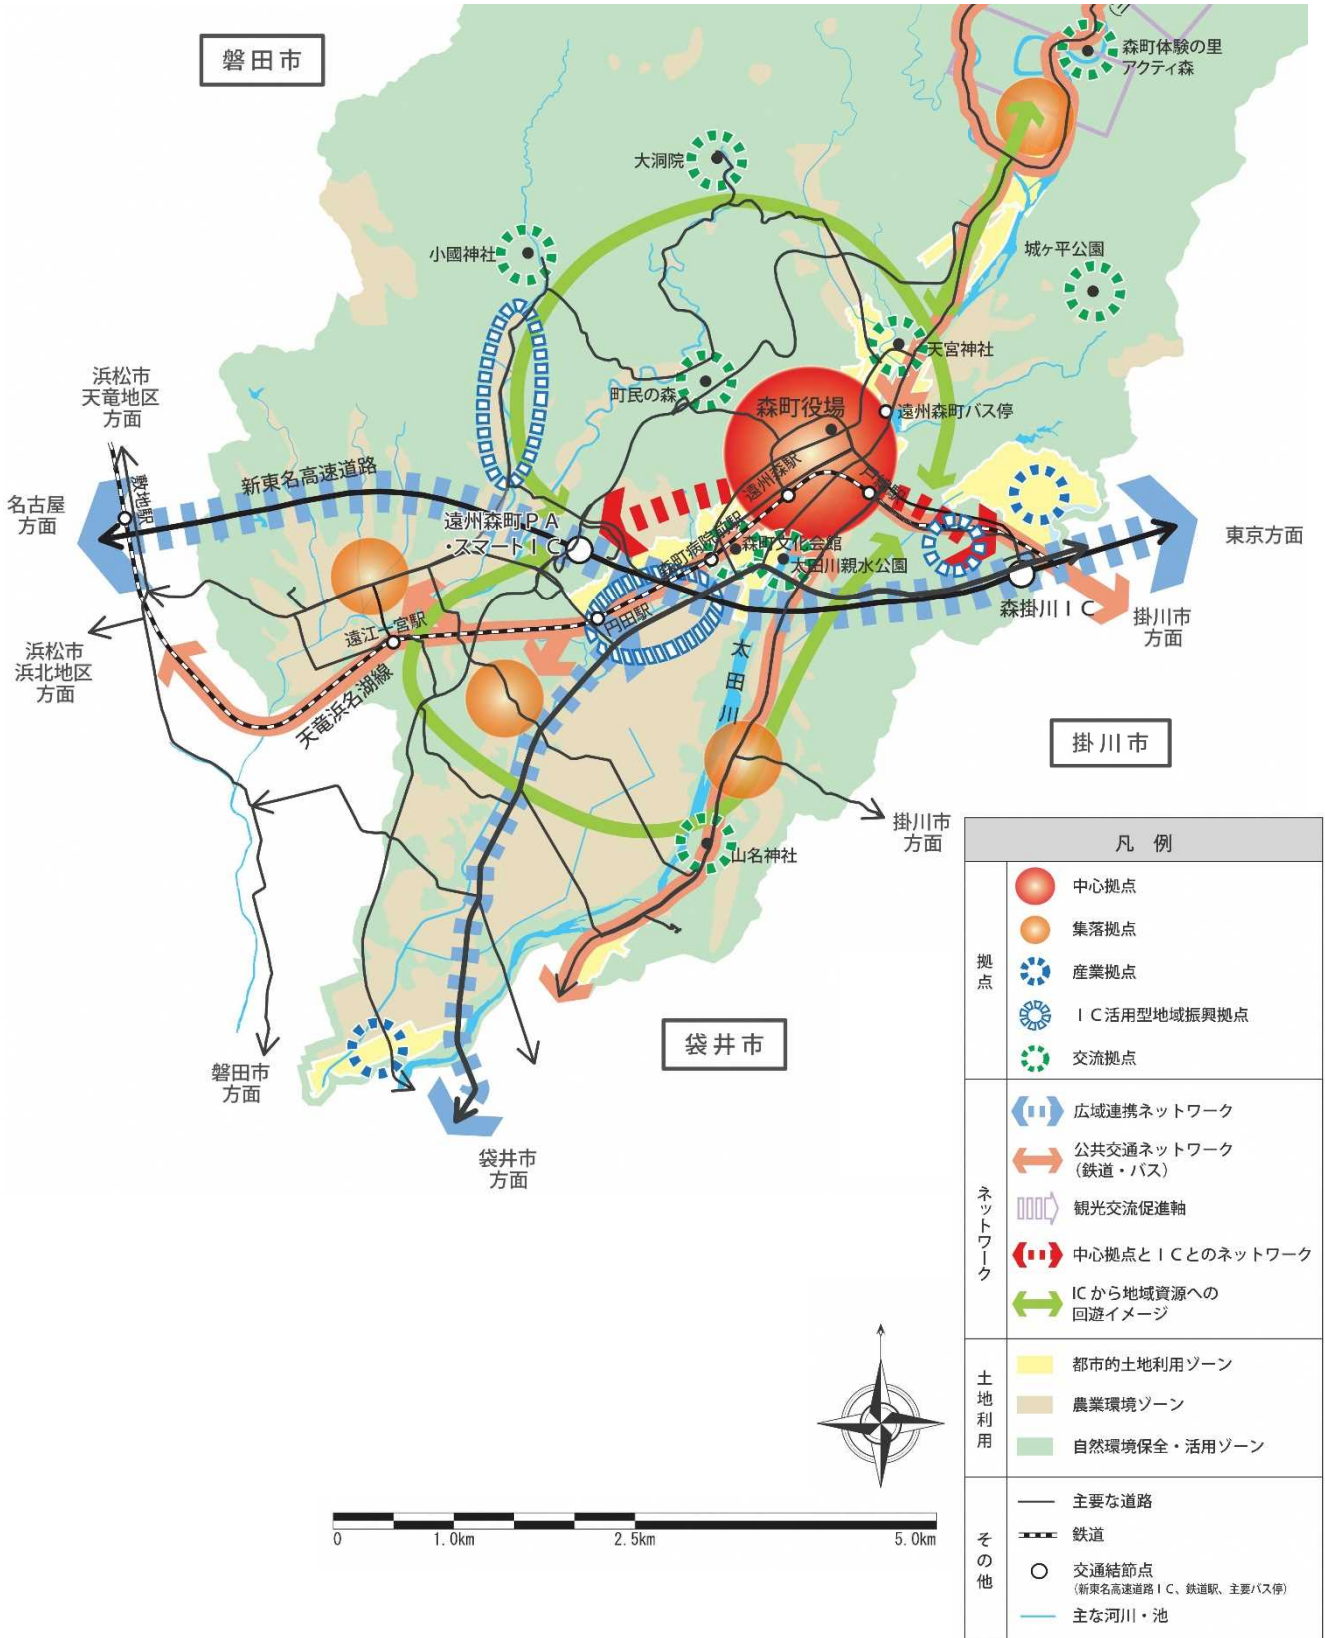 磐田市
森町体験の里
アクティ森
大洞院
小國神社
城ヶ平公園
天宮神社
浜松市
天竜地区
方面
町民の森
森町役場
遠州森町バス停
敷地駅
新東名高速道路
遠州森駅
戸綿駅
名古屋
方面
遠州森町PA
・スマートIC
森町病院前駅
森町文化会館
太田川親水公園
東京方面
森掛川IC
掛川市
方面
円田駅
遠江一宮駅
浜松市
浜北地区
方面
太田川
天竜浜名湖線
掛川市
掛川市
方面
山名神社
袋井市
磐田市
方面
袋井市
方面
凡例
拠点
中心拠点
集落拠点
産業拠点
IC活用型地域振興拠点
交流拠点
ネットワーク
広域連携ネットワーク
公共交通ネットワーク
(鉄道・バス)
観光交流促進軸
中心拠点とICとのネットワーク
ICから地域資源への
回遊イメージ
土地利用
都市的土地利用ゾーン
農業環境ゾーン
自然環境保全・活用ゾーン
その他
主要な道路
鉄道
交通結節点
(新東名高速道路IC、鉄道駅、主要バス停)
主な河川・池
0 1.0km 2.5km 5.0km